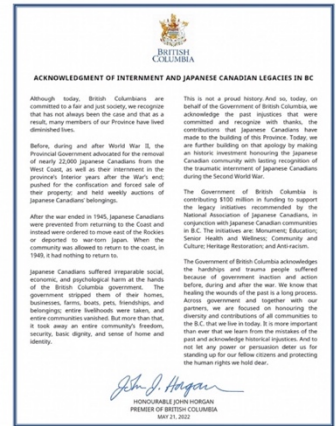 BRITISH
COLUMBIA
ACKNOWLEDGMENT OF INTERNMENT AND JAPANESE CANADIAN LEGACIES IN BC
Although today, British Columbians are
committed to a fair and just society, we recognize
that has not always been the case and that as a
result, many members of our Province have lived
diminished lives.
Before, during and after World War II, the
Provincial Government advocated for the removal
of nearly 22,000 Japanese Canadians from the
West Coast, as well as their internment in the
province's Interior years after the War's end;
pushed for the confiscation and forced sale of
their property; and held weekly auctions of
Japanese Canadians' belongings.
After the war ended in 1945, Japanese Canadians
were prevented from returning to the Coast and
instead were ordered to move east of the Rockies
or deported to war-torn Japan. When the
community was allowed to return to the coast, in
1949, it had nothing to return to.
Japanese Canadians suffered irreparable social,
economic, and psychological harm at the hands
of the British Columbia government. The
government stripped them of their homes,
businesses, farms, boats, pets, friendships, and
belongings; entire livelihoods were taken, and
entire communities vanished. But more than that,
it took away an entire community's freedom,
security, basic dignity, and sense of home and
identity.
This is not a proud history. And so, today, on
behalf of the Government of British Columbia, we
acknowledge the past injustices that were
committed and recognize with thanks, the
contributions that Japanese Canadians have
made to the building of this Province. Today, we
are further building on that apology by making
an historic investment honouring the Japanese
Canadian community with lasting recognition of
the traumatic internment of Japanese Canadians
during the Second World War.
The Government of British Columbia is
contributing $100 million in funding to support
the legacy initiatives recommended by the
National Association of Japanese Canadians, in
conjunction with Japanese Canadian communities
in B.C. The initiatives are: Monument; Education;
Senior Health and Wellness; Community and
Culture; Heritage Restoration; and Anti-racism.
The Government of British Columbia acknowledges
the hardships and trauma people suffered
because of government inaction and action
before, during and after the war. We know that
healing the wounds of the past is a long process.
Across government and together with our
partners, we are focused on honouring the
diversity and contributions of all communities to
the B.C. that we live in today. It is more important
than ever that we learn from the mistakes of the
past and acknowledge historical injustices. And to
not let any power or persuasion deter us for
standing up for our fellow citizens and protecting
the human rights we hold dear.
John J. Horgan
HONOURABLE JOHN HORGAN
PREMIER OF BRITISH COLUMBIA
MAY 21, 2022